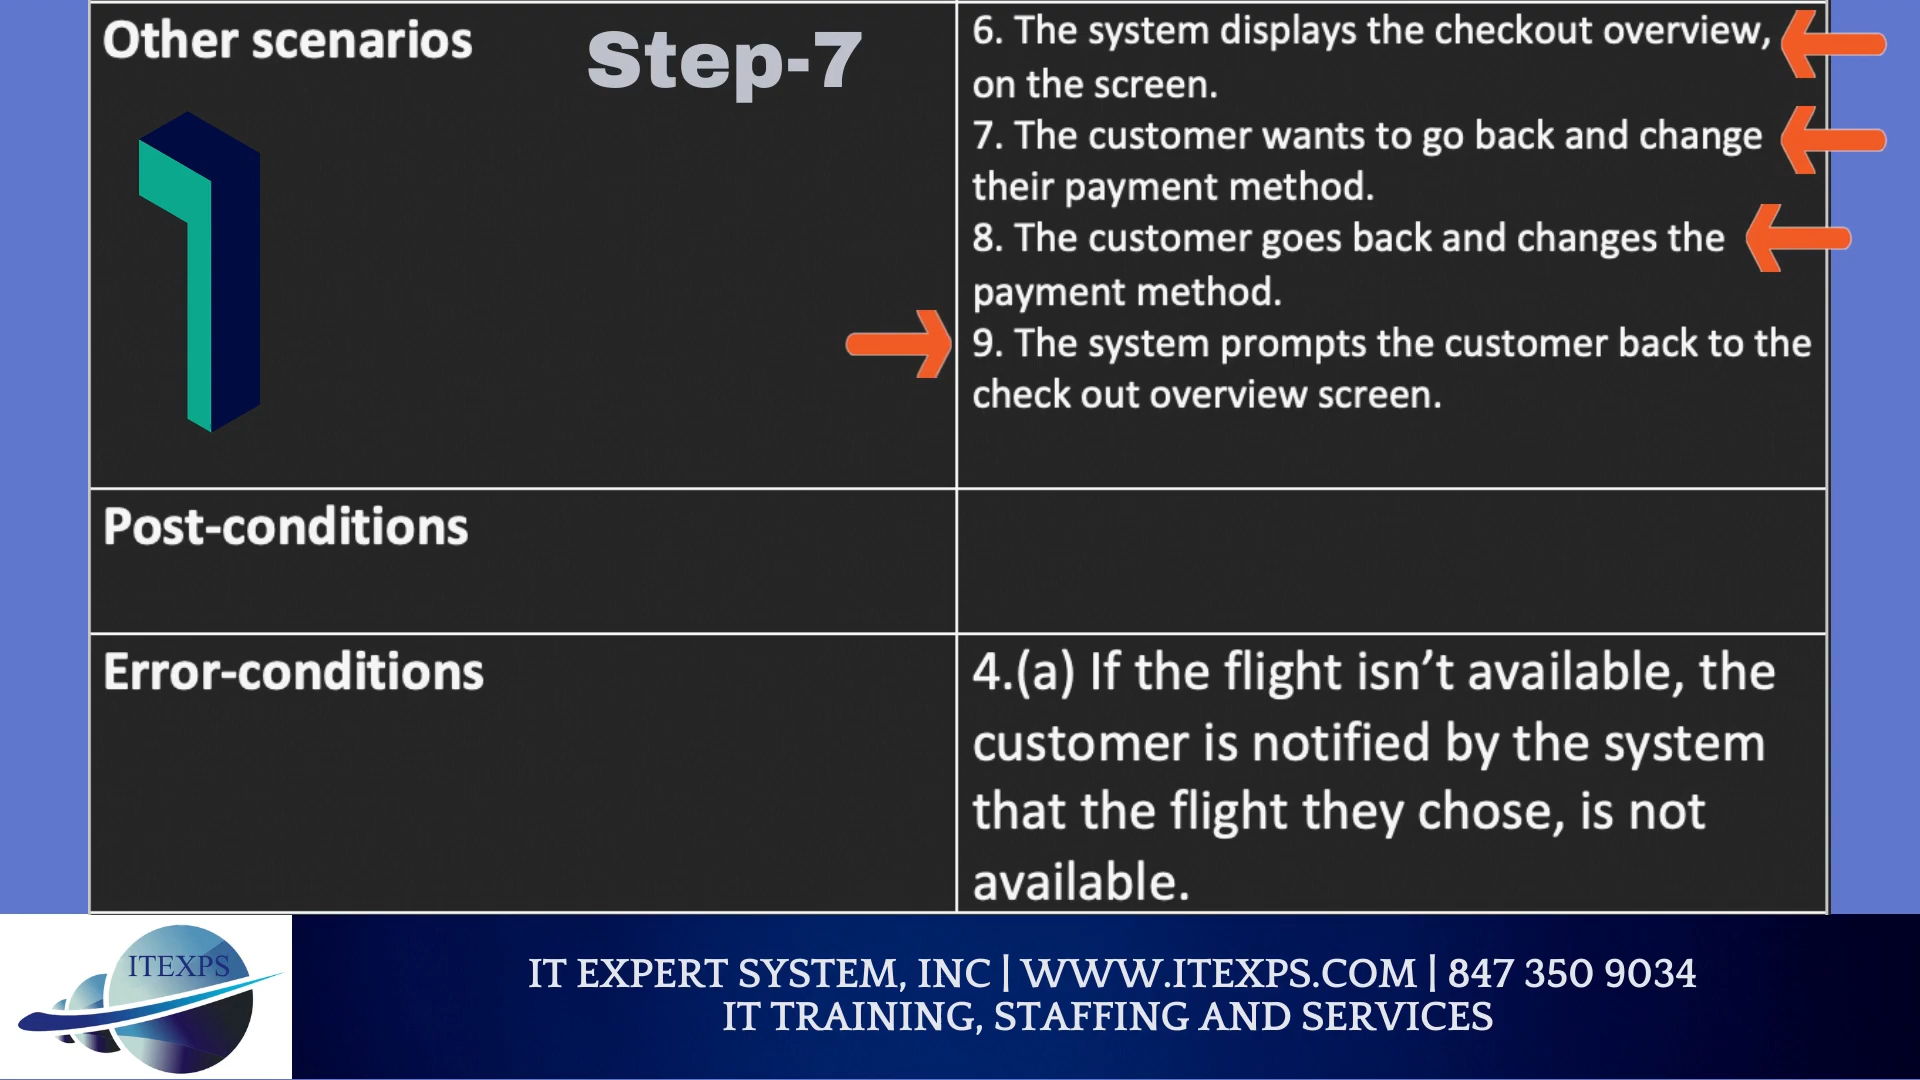 Other scenarios
Step-7
6. The system displays the checkout overview,
on the screen.
7. The customer wants to go back and change
their payment method.
8. The customer goes back and changes the
payment method.
9. The system prompts the customer back to the
check out overview screen.
Post-conditions
Error-conditions
4.(a) If the flight isn’t available, the
customer is notified by the system
that the flight they chose, is not
available.
ITEXPS
IT EXPERT SYSTEM, INC | WWW.ITEXPS.COM | 847 350 9034
IT TRAINING, STAFFING AND SERVICES